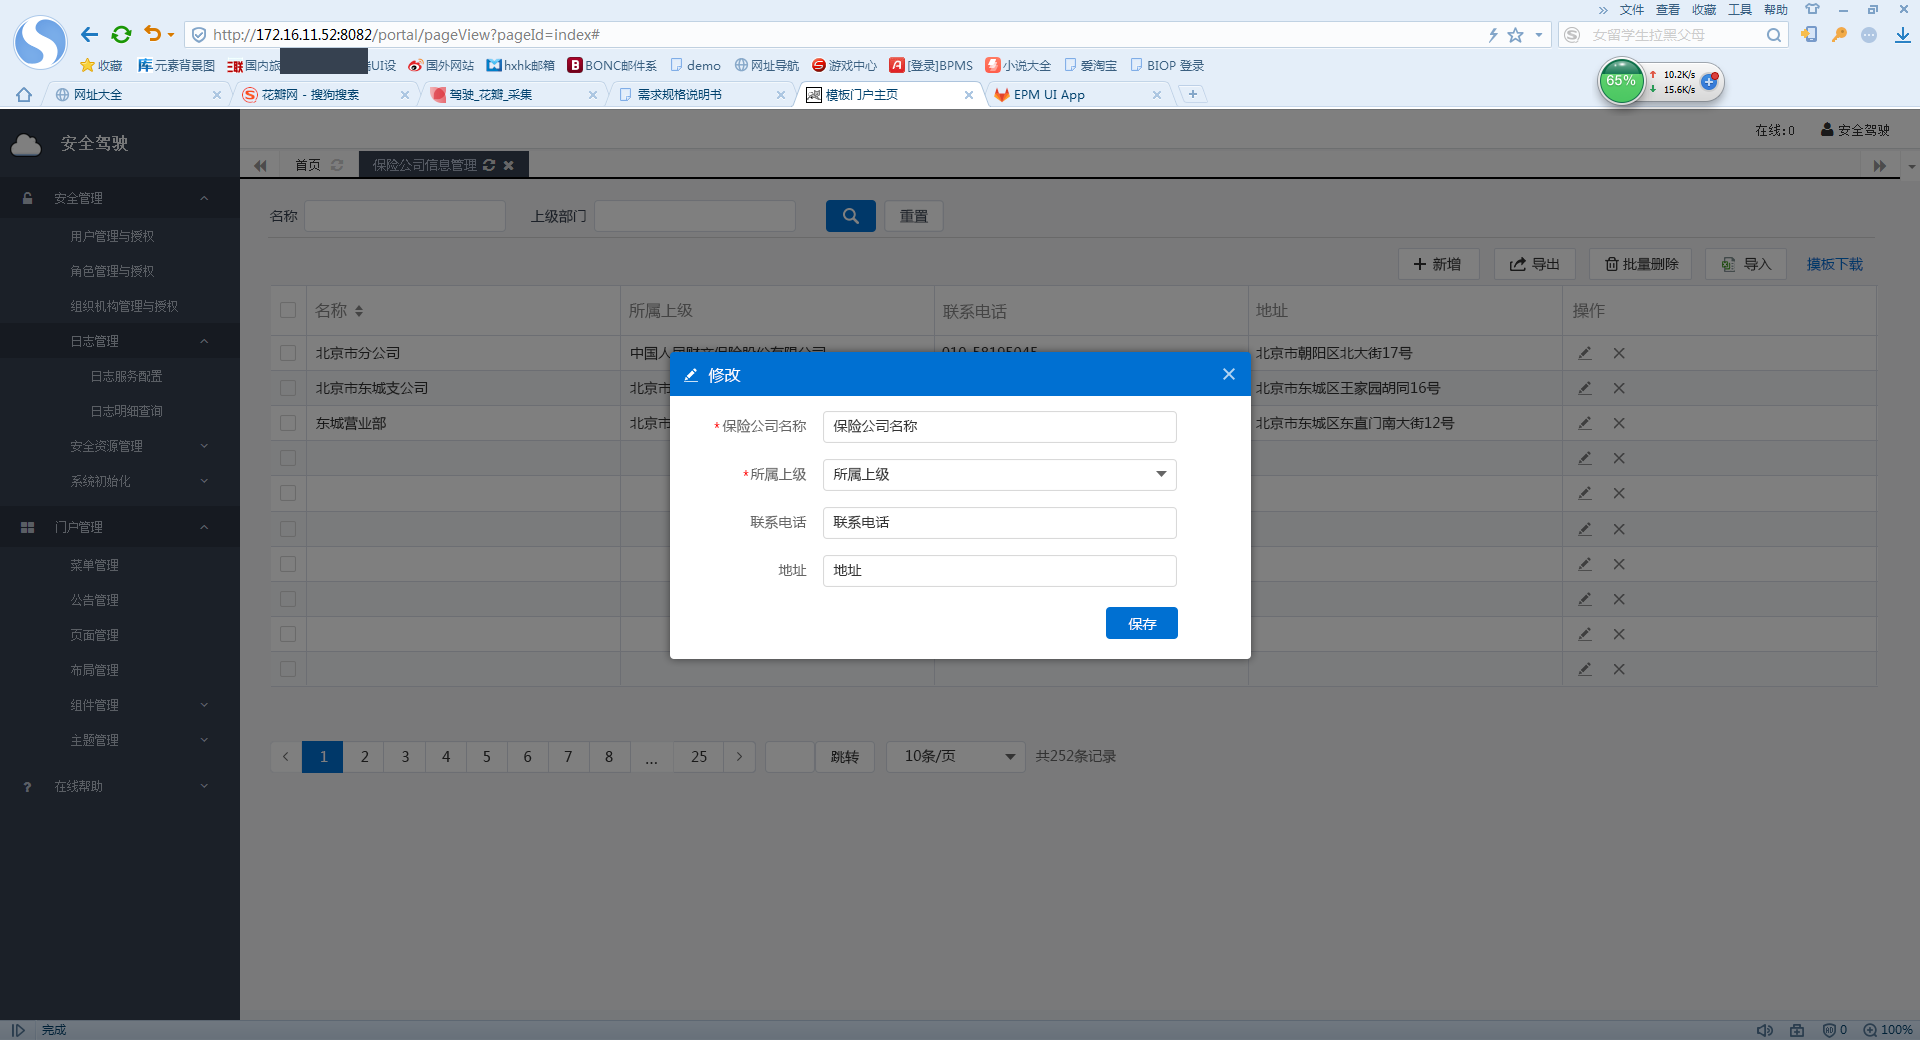 文件 查看 收藏 工具 帮助
http://172.16.11.52:8082/portal/pageView?pageId=index#
女留学生拉黑父母
收藏 元素背景图 国内旅 UI设 国外网站 hxhk邮箱 BONC邮件系 demo 网址导航 游戏中心 [登录]BPMS 小说大全 爱淘宝 BIOP 登录
65% 10.2K/s
15.6K/s
网址大全 花瓣网 - 搜狗搜索 驾驶_花瓣_采集 需求规格说明书 模板门户主页 EPM UI App
安全驾驶
在线:0 安全驾驶
首页 保险公司信息管理
安全管理
用户管理与授权
角色管理与授权
组织机构管理与授权
日志管理
日志服务配置
日志明细查询
安全资源管理
系统初始化
门户管理
菜单管理
公告管理
页面管理
布局管理
组件管理
主题管理
在线帮助
名称 上级部门 重置
新增 导出 批量删除 导入 摸板下载
名称 所属上级 联系电话 地址 操作
北京市分公司 中国人民财产保险股份有限公司 010-58195045 北京市朝阳区北大街17号
北京市东城支公司 北京市 北京市东城区王家园胡同16号
东城营业部 北京市 北京市东城区东直门南大街12号
修改
*保险公司名称 保险公司名称
*所属上级 所属上级
联系电话 联系电话
地址 地址
保存
1 2 3 4 5 6 7 8 ... 25 跳转 10条/页 共252条记录
完成
0 100%